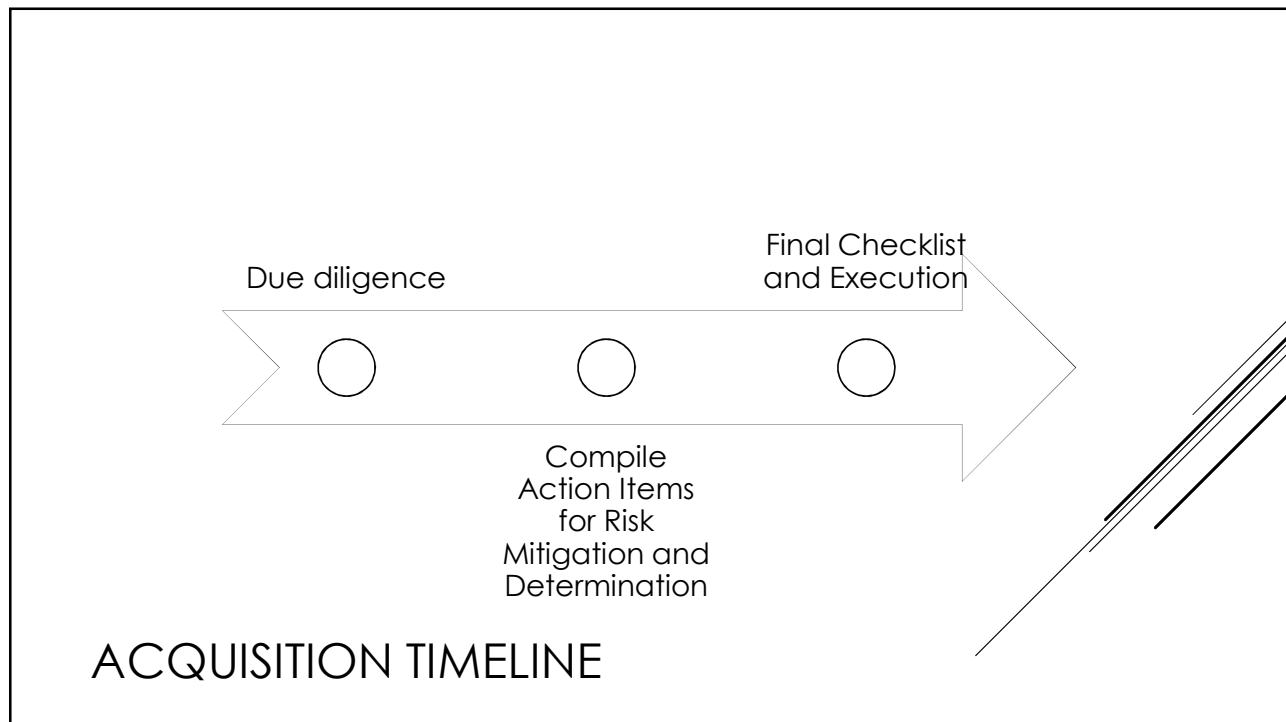 Due diligence
Compile
Action Items
for Risk
Mitigation and
Determination
Final Checklist
and Execution
ACQUISITION TIMELINE